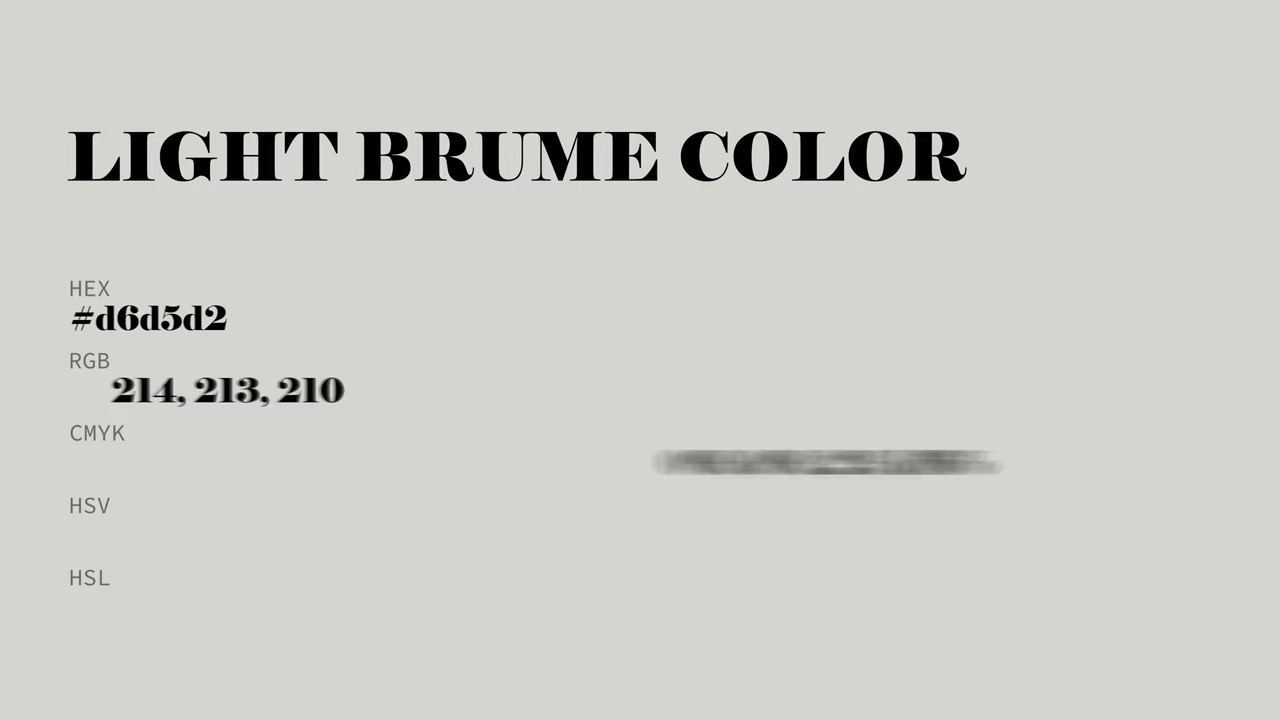 LIGHT BRUME COLOR
HEX
#d6d5d2
RGB
214, 213, 210
CMYK
HSV
HSL